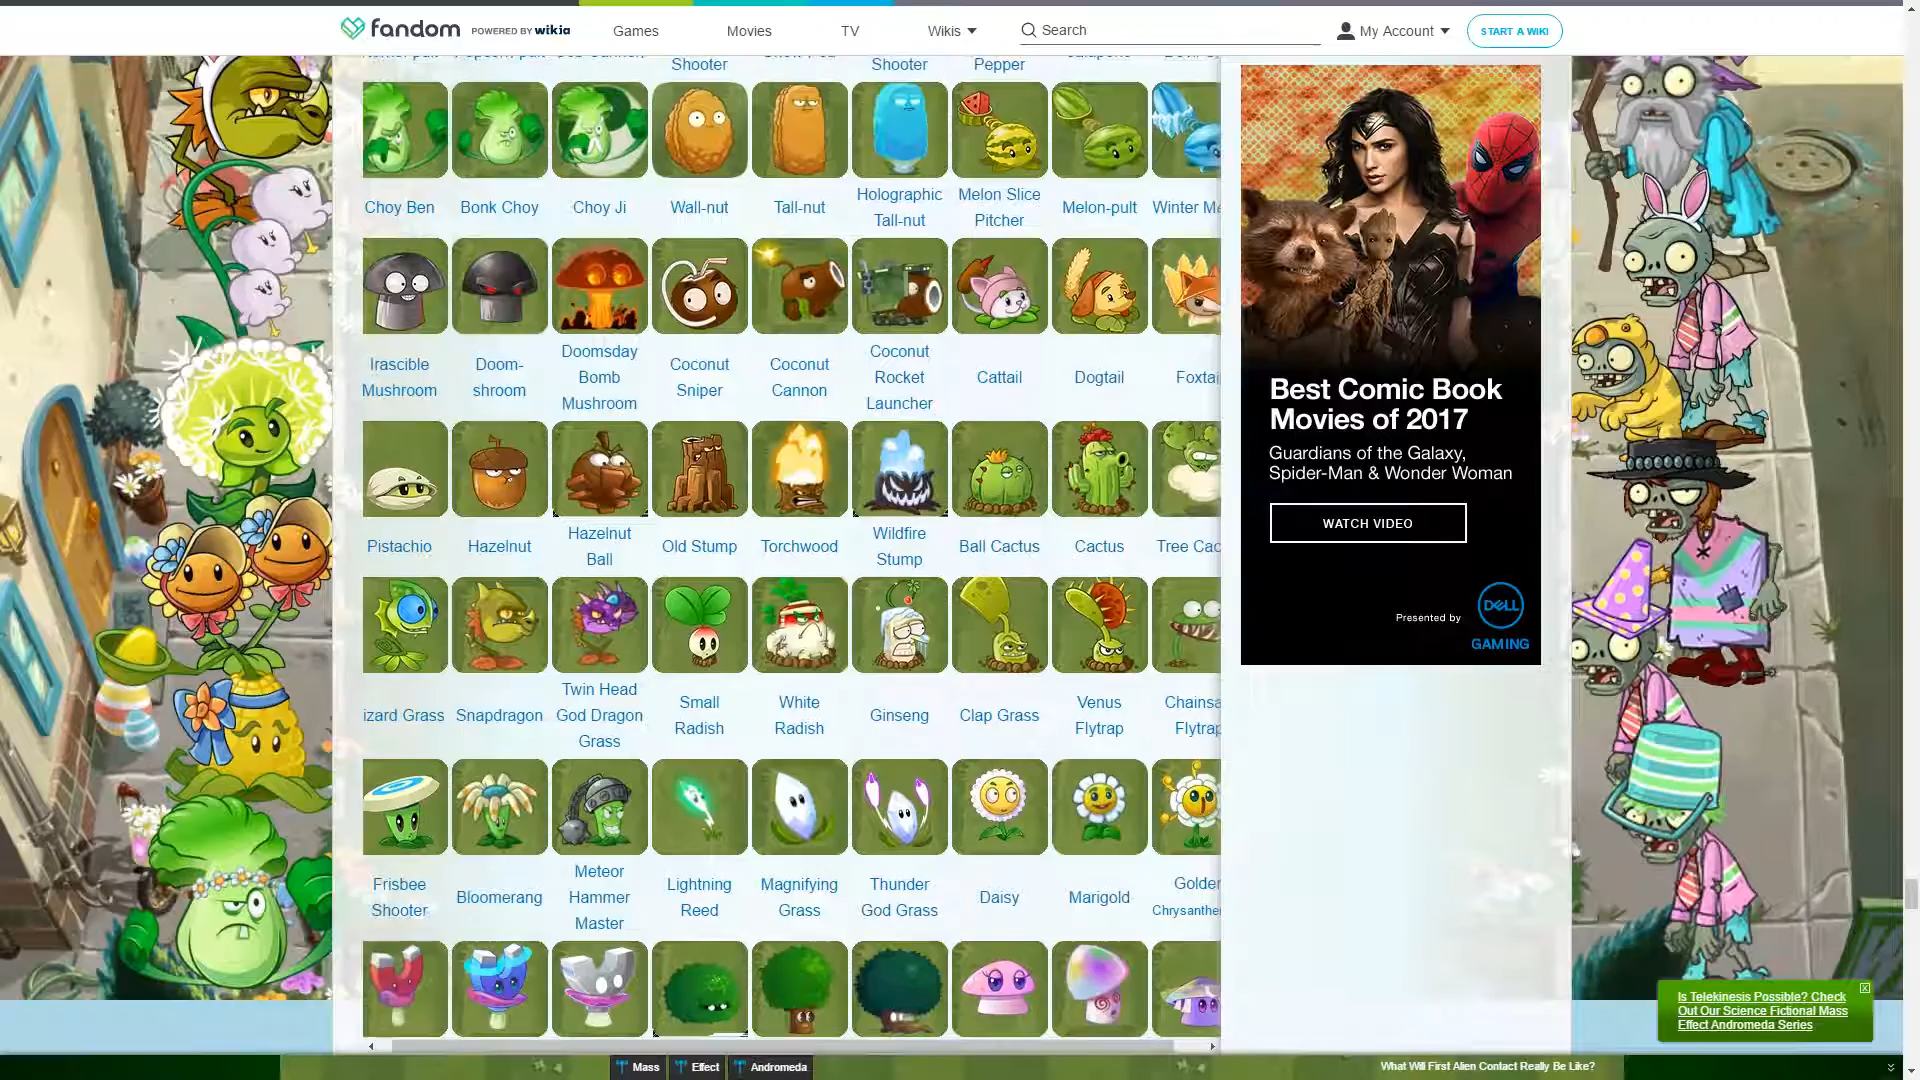 fandom POWERED BY wikia Games Movies TV Wikis Search My Account START A WIKI
Shooter Shooter Pepper
Choy Ben Bonk Choy Choy Ji Wall-nut Tall-nut Holographic Tall-nut Melon Slice Pitcher Melon-pult Winter Me
Irascible Mushroom Doom-shroom Doomsday Bomb Mushroom Coconut Sniper Coconut Cannon Coconut Rocket Launcher Cattail Dogtail Foxtai
Pistachio Hazelnut Hazelnut Ball Old Stump Torchwood Wildfire Stump Ball Cactus Cactus Tree Cac
izard Grass Snapdragon Twin Head God Dragon Grass Small Radish White Radish Ginseng Clap Grass Venus Flytrap Chainsa Flytrap
Frisbee Shooter Bloomerang Meteor Hammer Master Lightning Reed Magnifying Grass Thunder God Grass Daisy Marigold Golden Chrysanthe
Best Comic Book
Movies of 2017
Guardians of the Galaxy,
Spider-Man & Wonder Woman
WATCH VIDEO
Presented by
DELL
GAMING
Is Telekinesis Possible? Check
Out Our Science Fictional Mass
Effect Andromeda Series
Mass Effect Andromeda What Will First Alien Contact Really Be Like?